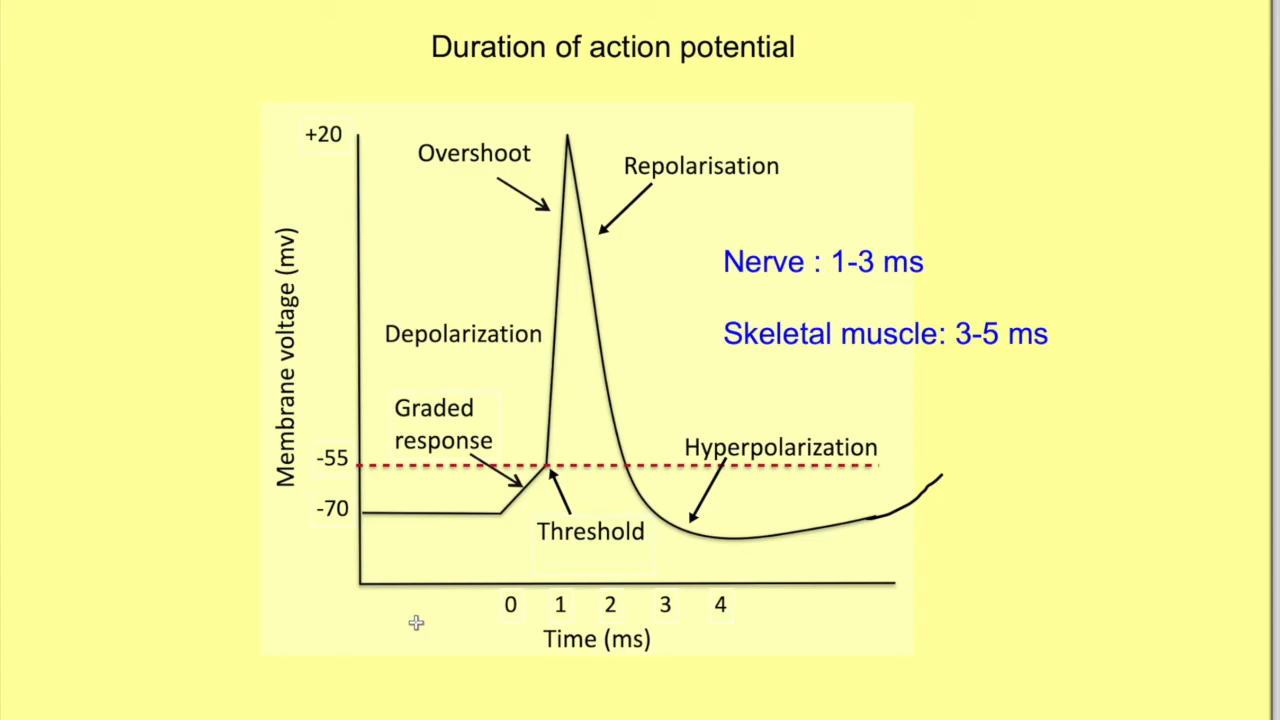 Duration of action potential
+20
Overshoot
Repolarisation
Nerve : 1-3 ms
Skeletal muscle: 3-5 ms
Membrane voltage (mv)
Depolarization
Graded
response
Hyperpolarization
-55
-70
Threshold
0 1 2 3 4
Time (ms)